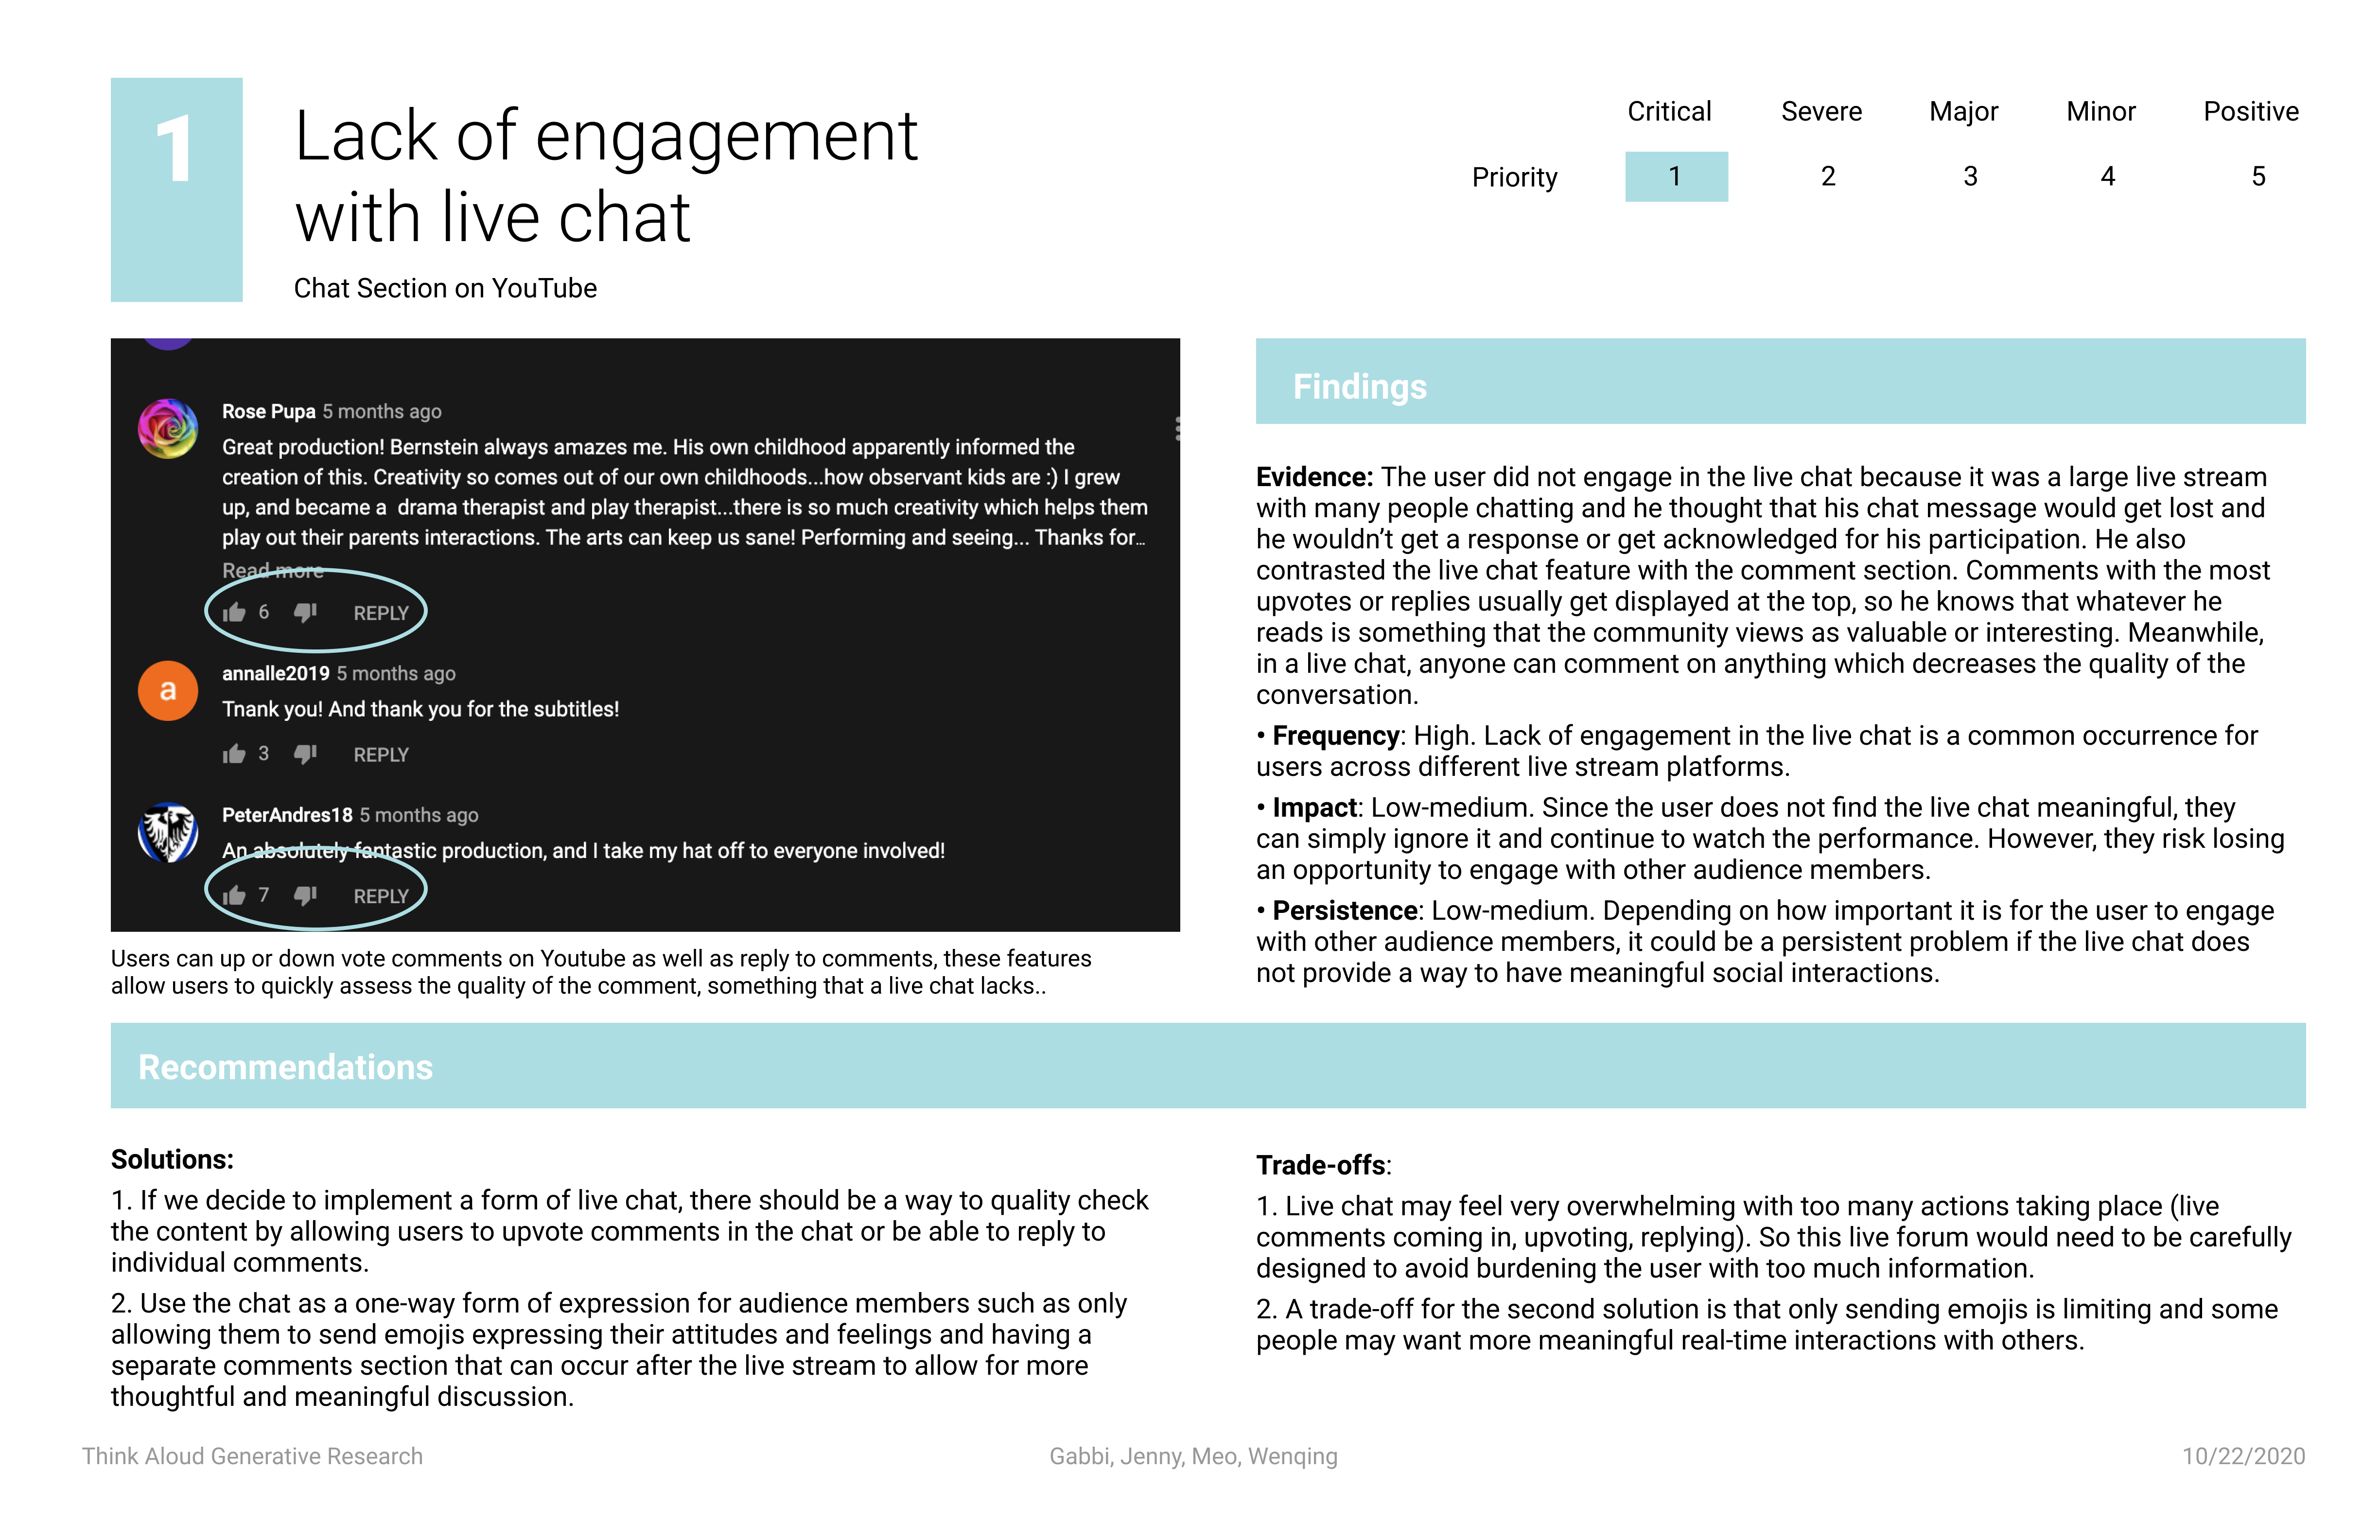 1
Lack of engagement
with live chat
Chat Section on YouTube
Critical Severe Major Minor Positive
Priority 1 2 3 4 5
Rose Pupa 5 months ago
Great production! Bernstein always amazes me. His own childhood apparently informed the
creation of this. Creativity so comes out of our own childhoods...how observant kids are :) I grew
up, and became a  drama therapist and play therapist...there is so much creativity which helps them
play out their parents interactions. The arts can keep us sane! Performing and seeing... Thanks for…
Read more
6 REPLY
a
annalle2019 5 months ago
Tnank you! And thank you for the subtitles!
3 REPLY
PeterAndres18 5 months ago
An absolutely fantastic production, and I take my hat off to everyone involved!
7 REPLY
Users can up or down vote comments on Youtube as well as reply to comments, these features
allow users to quickly assess the quality of the comment, something that a live chat lacks..
Findings
Evidence: The user did not engage in the live chat because it was a large live stream
with many people chatting and he thought that his chat message would get lost and
he wouldn’t get a response or get acknowledged for his participation. He also
contrasted the live chat feature with the comment section. Comments with the most
upvotes or replies usually get displayed at the top, so he knows that whatever he
reads is something that the community views as valuable or interesting. Meanwhile,
in a live chat, anyone can comment on anything which decreases the quality of the
conversation.
• Frequency: High. Lack of engagement in the live chat is a common occurrence for
users across different live stream platforms.
• Impact: Low-medium. Since the user does not find the live chat meaningful, they
can simply ignore it and continue to watch the performance. However, they risk losing
an opportunity to engage with other audience members.
• Persistence: Low-medium. Depending on how important it is for the user to engage
with other audience members, it could be a persistent problem if the live chat does
not provide a way to have meaningful social interactions.
Recommendations
Solutions:
1. If we decide to implement a form of live chat, there should be a way to quality check
the content by allowing users to upvote comments in the chat or be able to reply to
individual comments.
2. Use the chat as a one-way form of expression for audience members such as only
allowing them to send emojis expressing their attitudes and feelings and having a
separate comments section that can occur after the live stream to allow for more
thoughtful and meaningful discussion.
Trade-offs:
1. Live chat may feel very overwhelming with too many actions taking place (live
comments coming in, upvoting, replying). So this live forum would need to be carefully
designed to avoid burdening the user with too much information.
2. A trade-off for the second solution is that only sending emojis is limiting and some
people may want more meaningful real-time interactions with others.
Think Aloud Generative Research
Gabbi, Jenny, Meo, Wenqing
10/22/2020